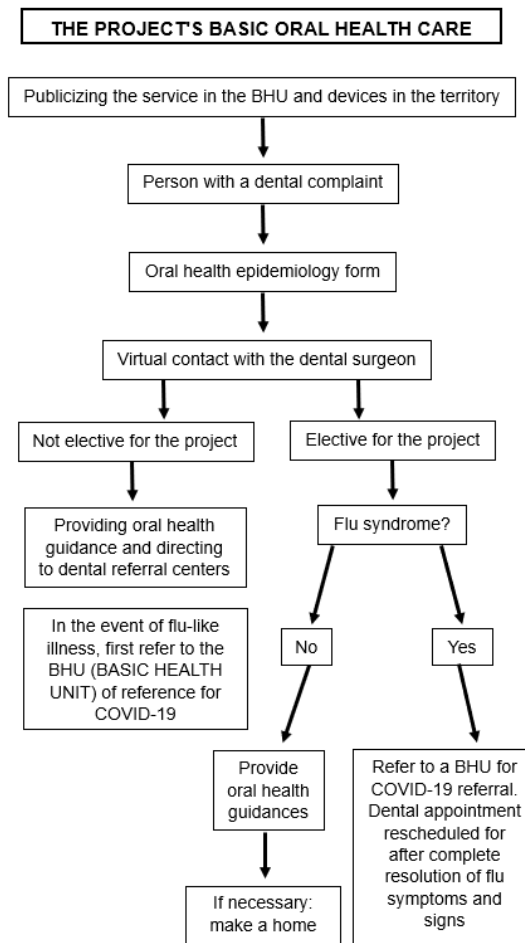 THE PROJECT'S BASIC ORAL HEALTH CARE
Publicizing the service in the BHU and devices in the territory
Person with a dental complaint
Oral health epidemiology form
Virtual contact with the dental surgeon
Not elective for the project
Elective for the project
Providing oral health
guidance and directing
to dental referral centers
Flu syndrome?
In the event of flu-like
illness, first refer to the
BHU (BASIC HEALTH
UNIT) of reference for
COVID-19
No
Yes
Provide
oral health
guidances
Refer to a BHU for
COVID-19 referral.
Dental appointment
rescheduled for
after complete
resolution of flu
symptoms and
signs
If necessary:
make a home